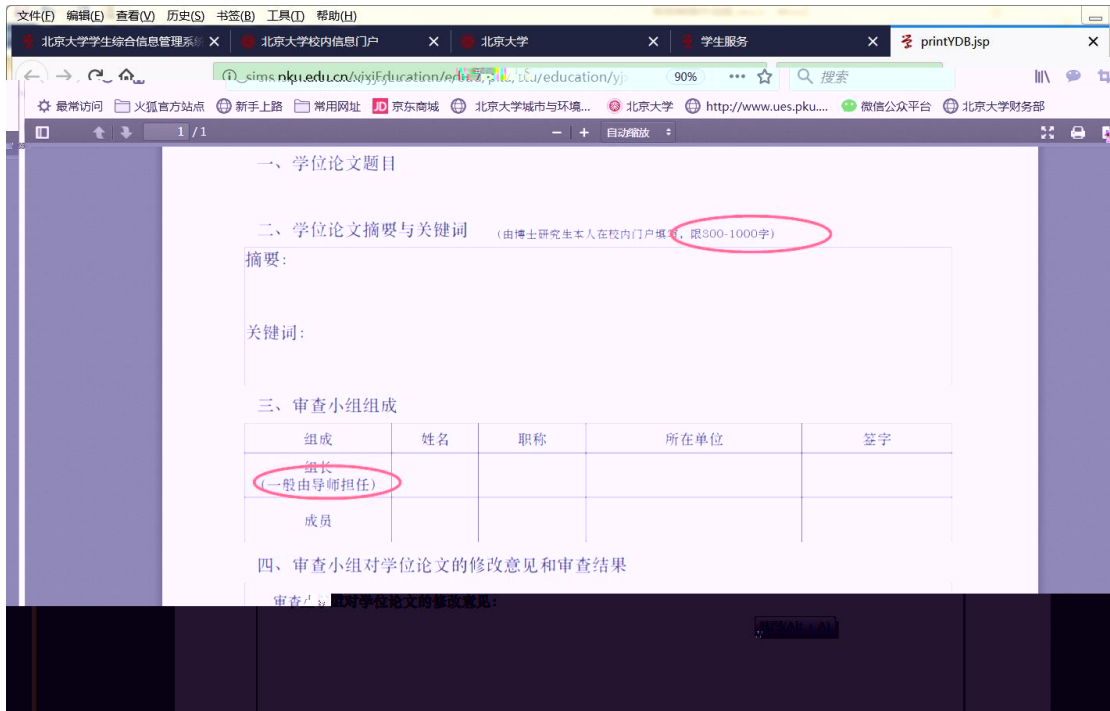 文件(F) 编辑(E) 查看(V) 历史(S) 书签(B) 工具(T) 帮助(H)
北京大学学生综合信息管理系统 北京大学校内信息门户 北京大学 学生服务 printYDB.jsp
sims.pku.edu.cn 90% 搜索
最常访问 火狐官方站点 新手上路 常用网址 JD 京东商城 北京大学城市与环境... 北京大学 http://www.ues.pku.... 微信公众平台 北京大学财务部
1 / 1 自动缩放
一、学位论文题目
二、学位论文摘要与关键词 (由博士研究生本人在校内门户填写, 限800-1000字)
摘要:
关键词:
三、审查小组组成
组成 姓名 职称 所在单位 签字
组长
(一般由导师担任)
成员
四、审查小组对学位论文的修改意见和审查结果
审查小组对学位论文的修改意见: